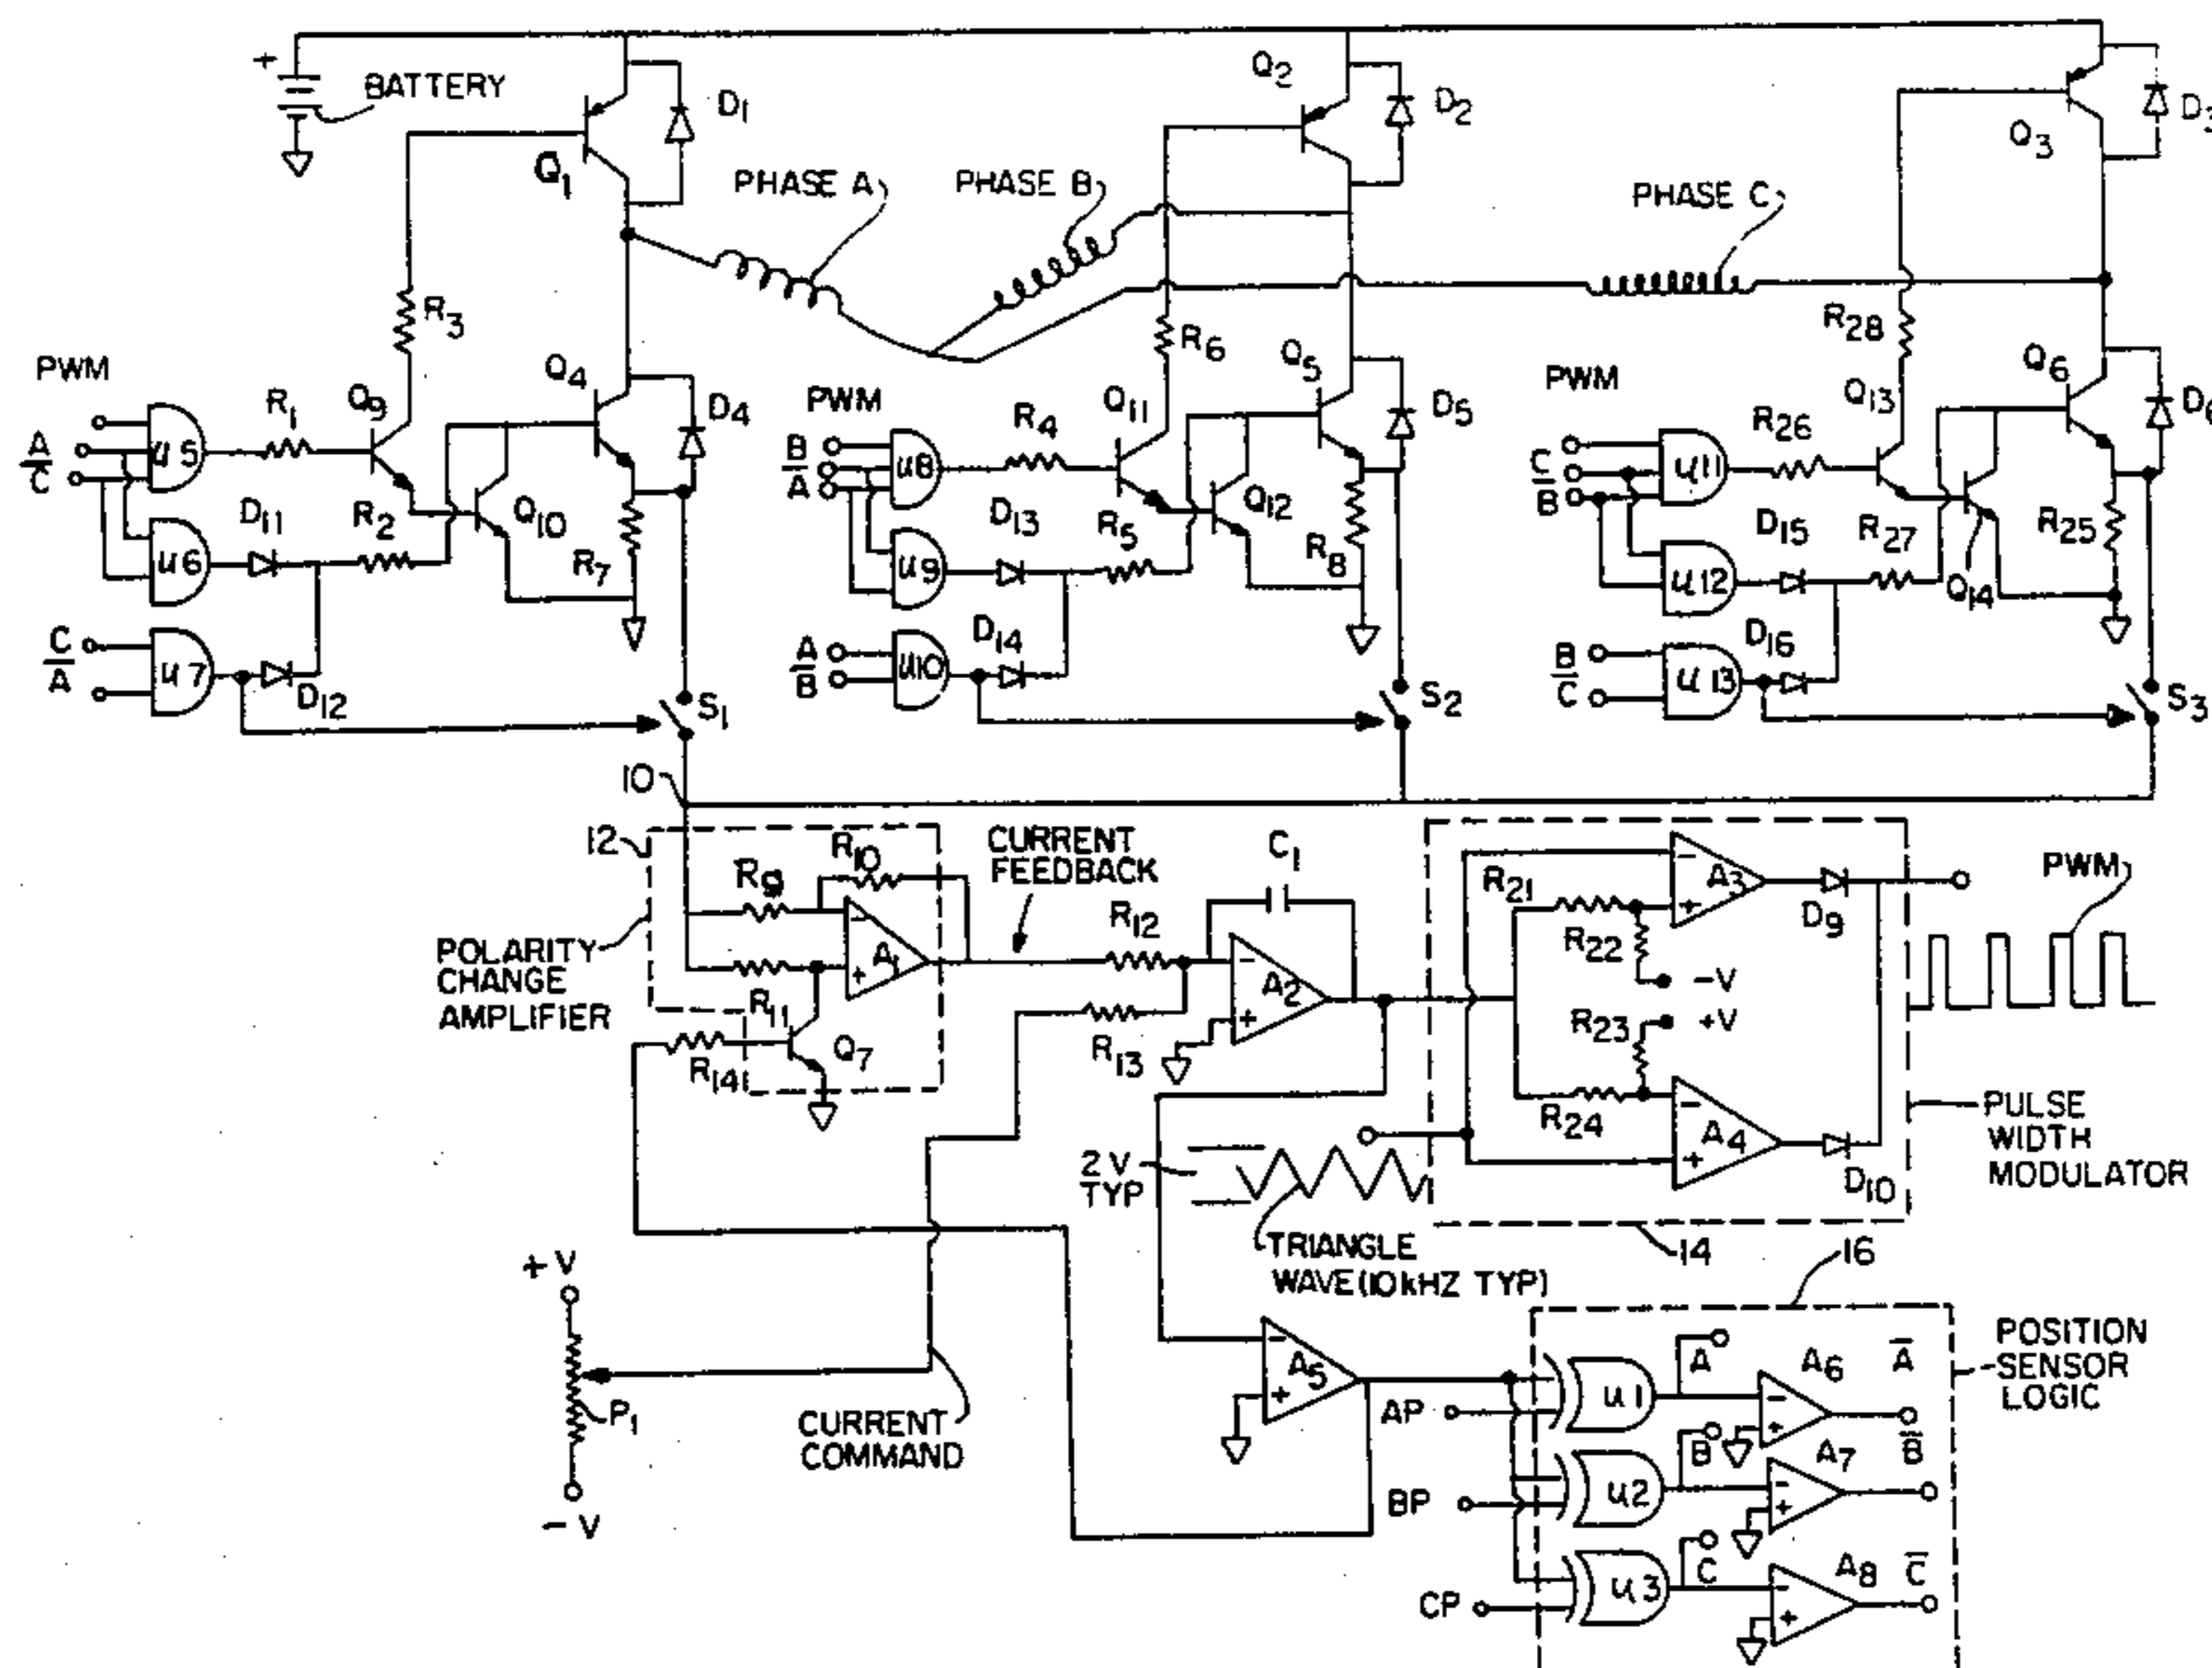 +
BATTERY
Q1
D1
Q2
D2
Q3
D3
PHASE A
PHASE B
PHASE C
R3
R6
R28
PWM
A
C̅
u5
R1
Q9
Q4
D4
u6
D11
R2
Q10
R7
C
A̅
u7
D12
S1
PWM
B
A̅
u8
R4
Q11
Q5
D5
u9
D13
R5
Q12
R8
A
B̅
u10
D14
S2
PWM
C
B̅
u11
R26
Q13
Q6
D6
u12
D15
R27
Q14
R25
B
C̅
u13
D16
S3
10
12
R9
R10
- +
A1
R11
R14
Q7
POLARITY
CHANGE
AMPLIFIER
CURRENT
FEEDBACK
R12
R13
C1
- +
A2
R21
R22
-V
+V
R23
R24
- +
A3
D9
- +
A4
D10
PWM
PULSE
WIDTH
MODULATOR
14
2V
TYP
TRIANGLE
WAVE (10kHZ TYP)
+V
P1
-V
CURRENT
COMMAND
- +
A5
16
POSITION
SENSOR
LOGIC
AP
u1
A
- +
A6
A̅
BP
u2
B
- +
A7
B̅
CP
u3
C
- +
A8
C̅